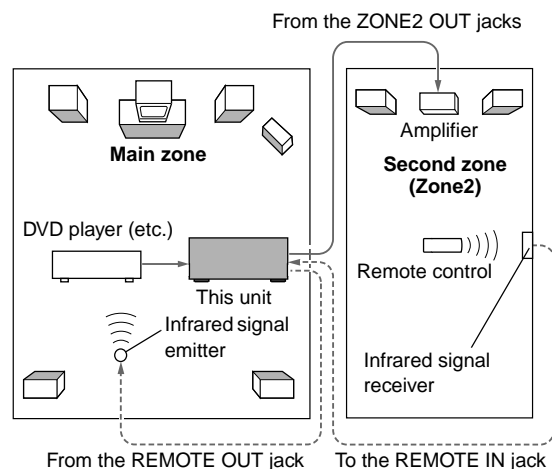 From the ZONE2 OUT jacks
Main zone
Amplifier
Second zone
(Zone2)
DVD player (etc.)
This unit
Remote control
Infrared signal
emitter
Infrared signal
receiver
From the REMOTE OUT jack
To the REMOTE IN jack